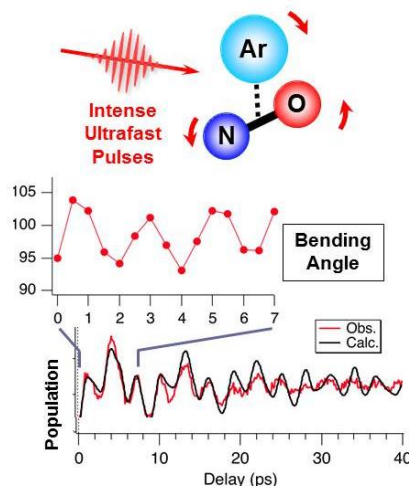 Ar
Intense
Ultrafast
Pulses
N
O
105
100
95
90
0 1 2 3 4 5 6 7
Bending
Angle
Obs.
Calc.
Population
0 10 20 30 40
Delay (ps)